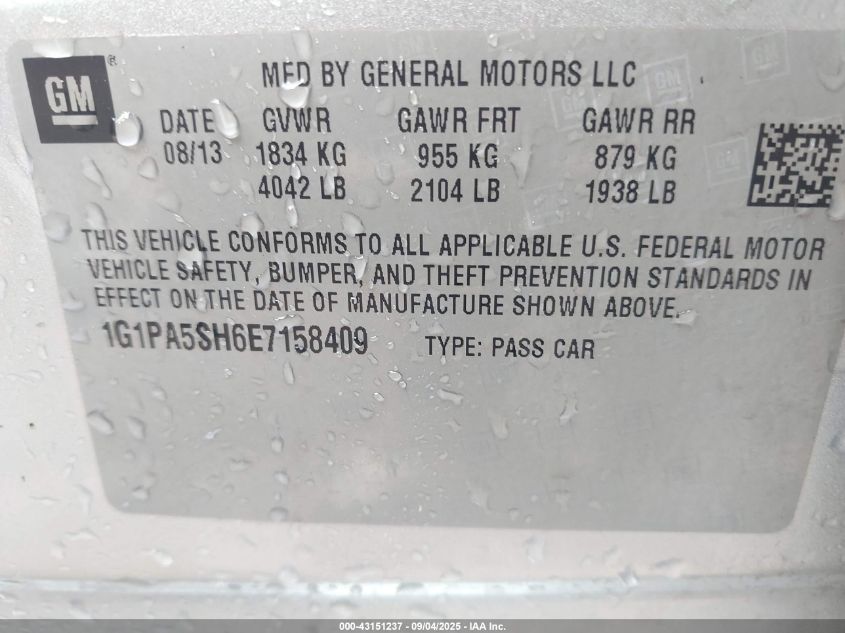 GM®
MFD BY GENERAL MOTORS LLC
DATE GVWR GAWR FRT GAWR RR
08/13 1834 KG 955 KG 879 KG
4042 LB 2104 LB 1938 LB
THIS VEHICLE CONFORMS TO ALL APPLICABLE U.S. FEDERAL MOTOR
VEHICLE SAFETY, BUMPER, AND THEFT PREVENTION STANDARDS IN
EFFECT ON THE DATE OF MANUFACTURE SHOWN ABOVE.
1G1PA5SH6E7158409 TYPE: PASS CAR
000-43151237 - 09/04/2025 - IAA Inc.